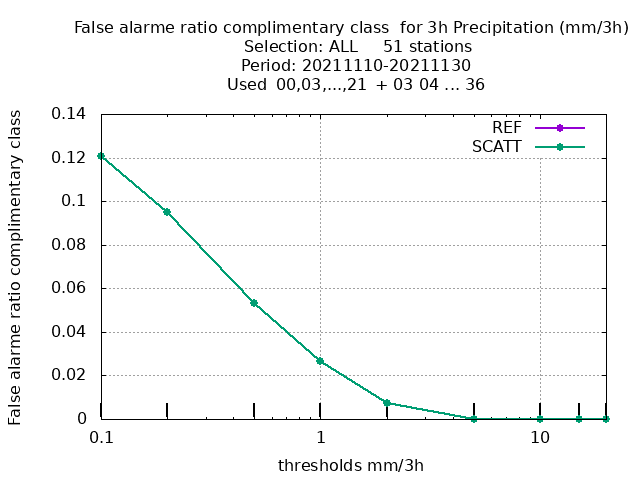 False alarme ratio complimentary class  for 3h Precipitation (mm/3h)
Selection: ALL     51 stations
Period: 20211110-20211130
Used  00,03,...,21  + 03 04 ... 36
False alarme ratio complimentary class
0.14
0.12
0.1
0.08
0.06
0.04
0.02
0
REF
SCATT
0.1 1 10
thresholds mm/3h